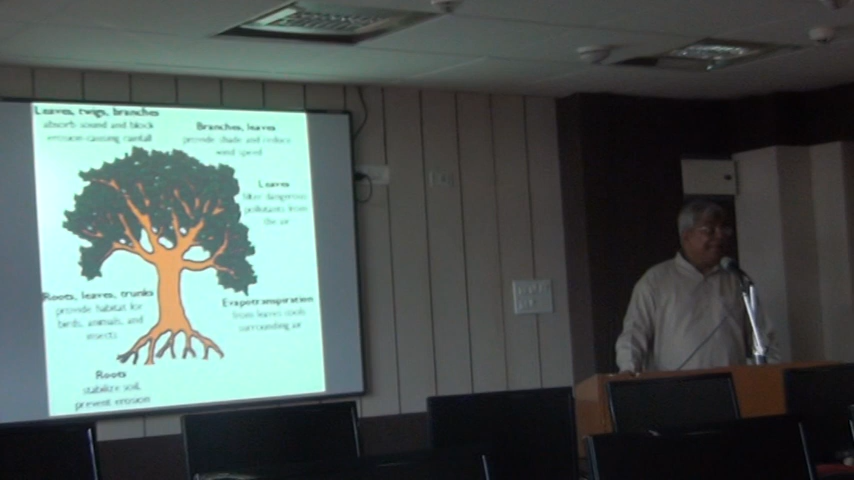 Leaves, twigs, branches
absorb sound and block
erosion-causing rainfall
Branches, leaves
provide shade and reduce
wind speed
Leaves
filter dangerous
pollutants from
the air
Roots, leaves, trunks
provide habitat for
birds, animals, and
insects
Evapotranspiration
from leaves cools
surrounding air
Roots
stabilize soil,
prevent erosion